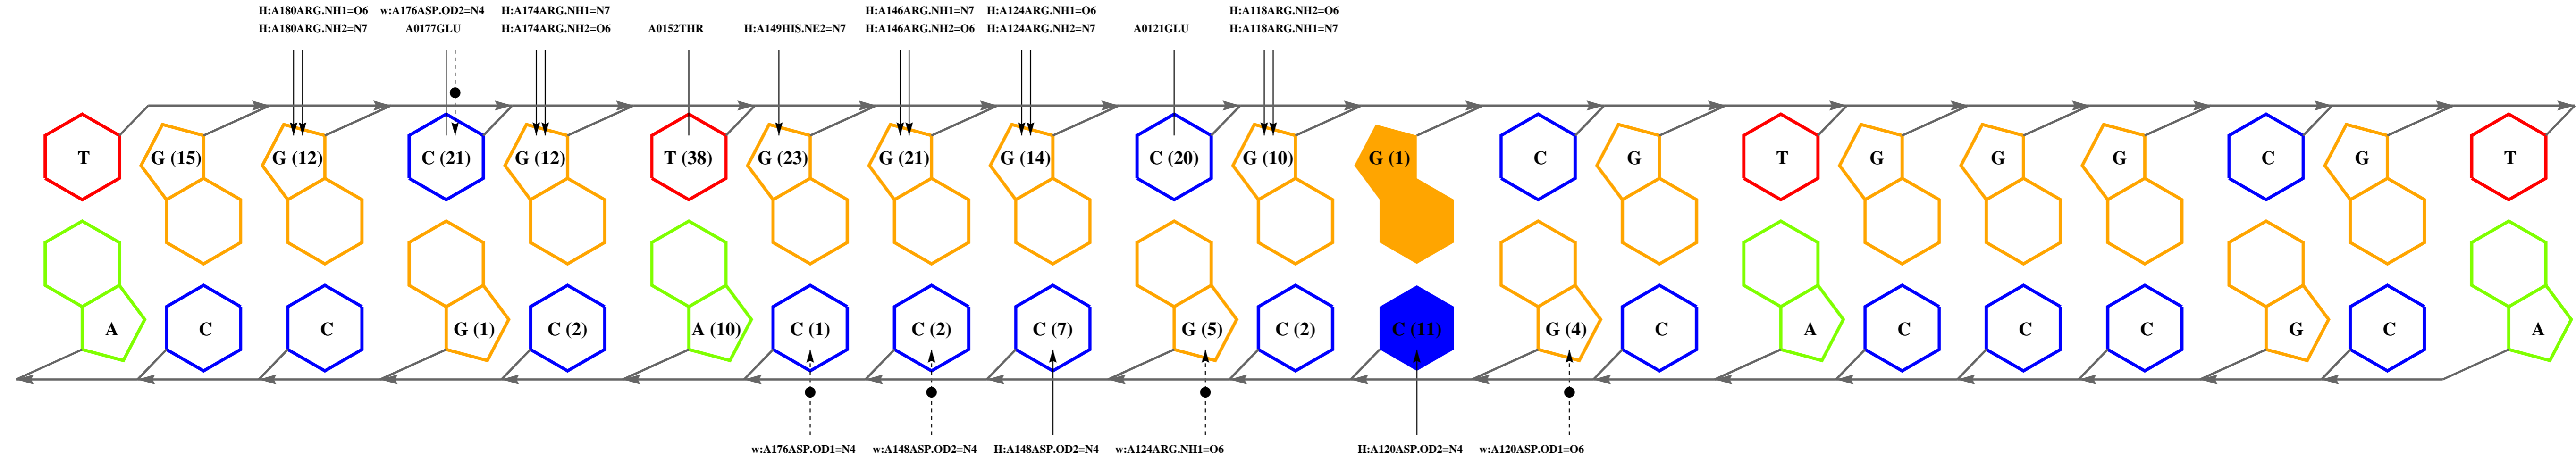 H:A180ARG.NH1=O6 w:A176ASP.OD2=N4 H:A174ARG.NH1=N7 H:A146ARG.NH1=N7 H:A124ARG.NH1=O6 H:A118ARG.NH2=O6
H:A180ARG.NH2=N7 A0177GLU H:A174ARG.NH2=O6 A0152THR H:A149HIS.NE2=N7 H:A146ARG.NH2=O6 H:A124ARG.NH2=N7 A0121GLU H:A118ARG.NH1=N7
T G (15) G (12) C (21) G (12) T (38) G (23) G (21) G (14) C (20) G (10) G (1) C G T G G G C G T
A C C G (1) C (2) A (10) C (1) C (2) C (7) G (5) C (2) C (11) G (4) C A C C C G C A
w:A176ASP.OD1=N4 w:A148ASP.OD2=N4 H:A148ASP.OD2=N4 w:A124ARG.NH1=O6 H:A120ASP.OD2=N4 w:A120ASP.OD1=O6